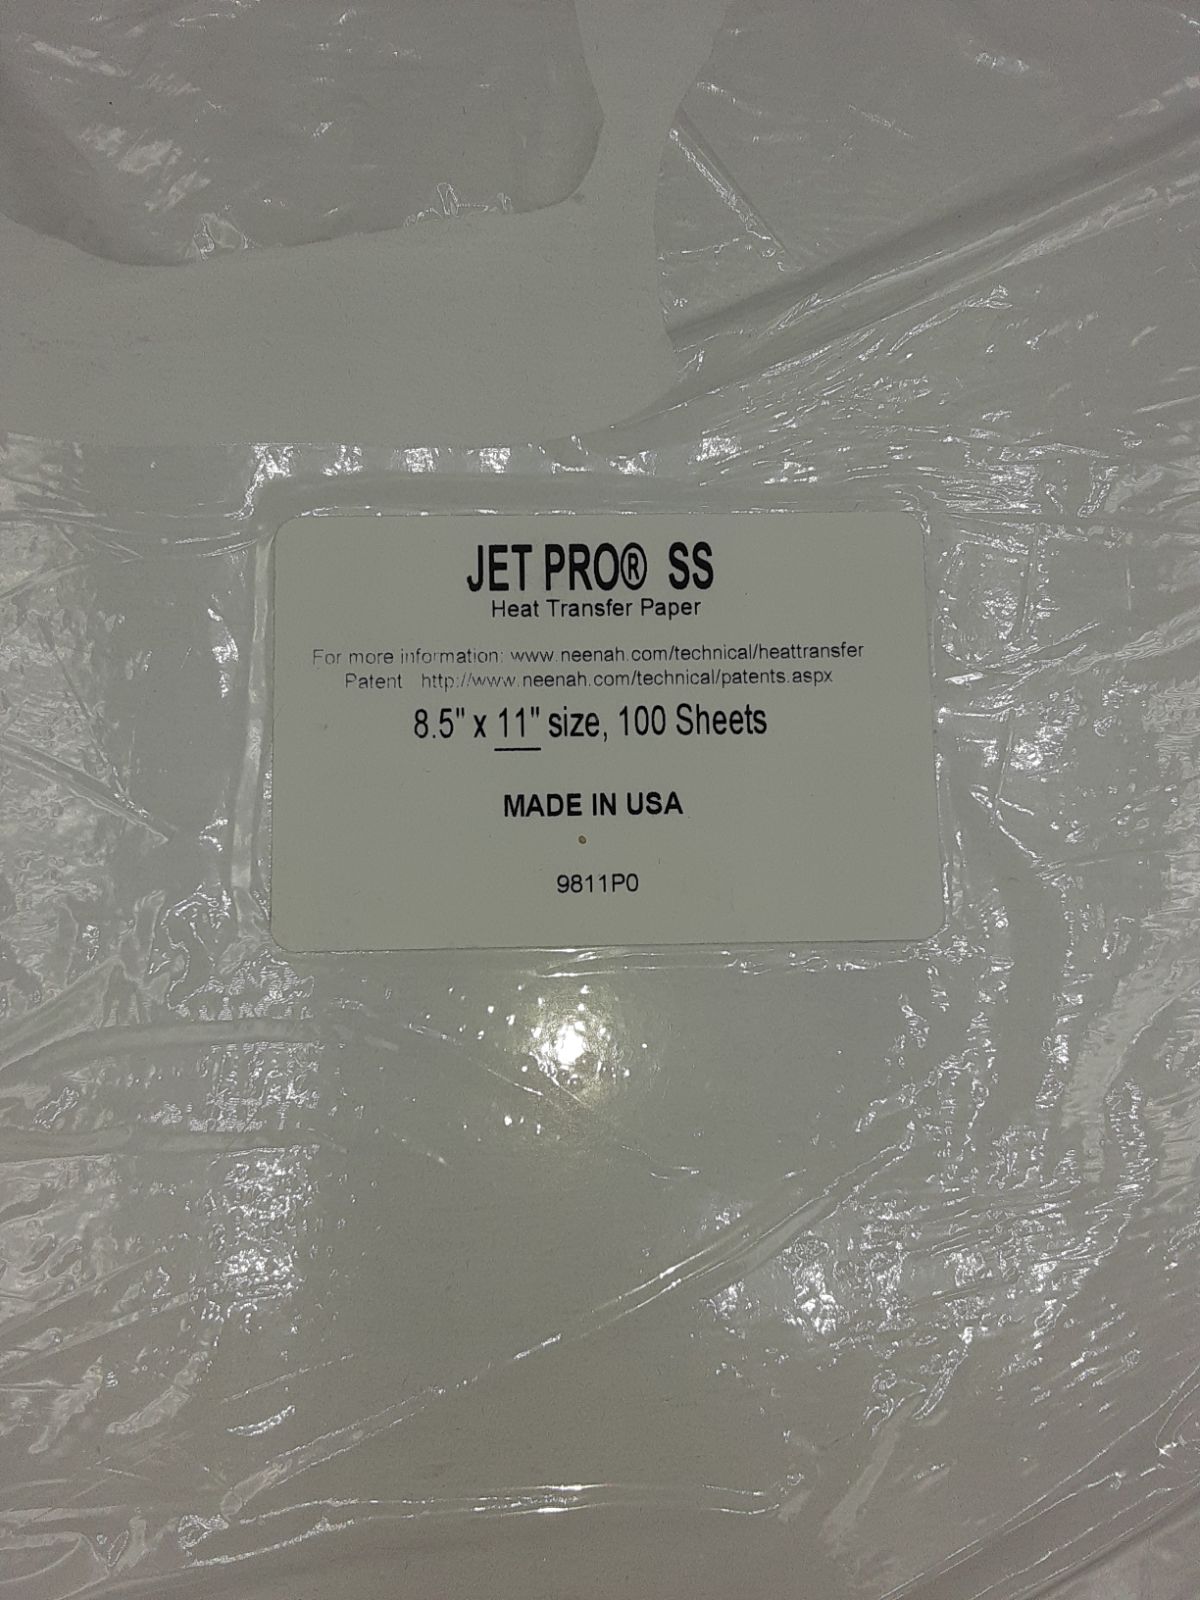 JET PRO® SS
Heat Transfer Paper
For more information: www.neenah.com/technical/heattransfer
Patent http://www.neenah.com/technical/patents.aspx
8.5" x 11" size, 100 Sheets
MADE IN USA
9811P0